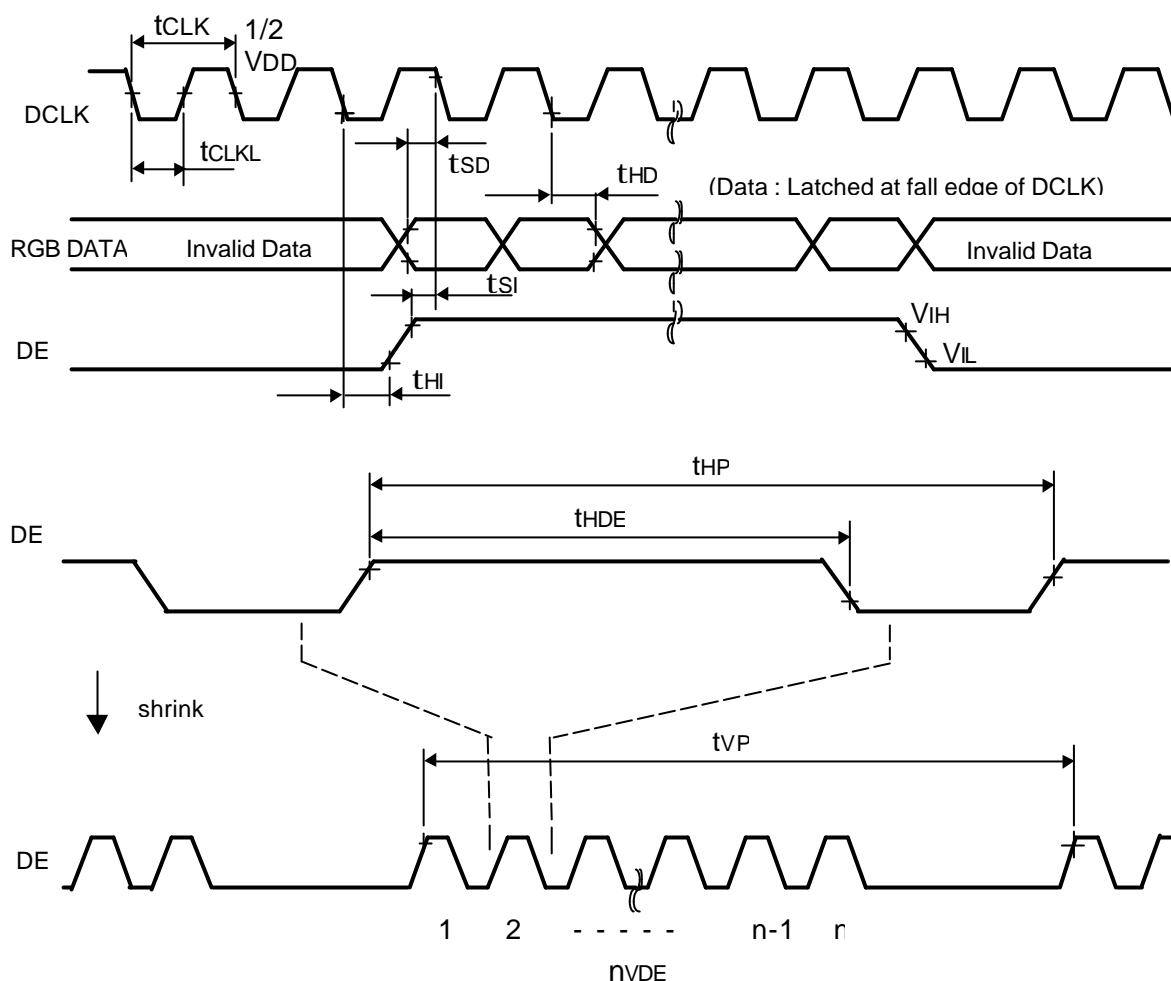 tCLK
1/2
VDD
DCLK
tCLKL
tSD
tHD
(Data : Latched at fall edge of DCLK)
RGB DATA
Invalid Data
Invalid Data
tSI
DE
VIH
VIL
tHI
tHP
tHDE
DE
shrink
tVP
DE
1 2 - - - - - n-1 n
nVDE